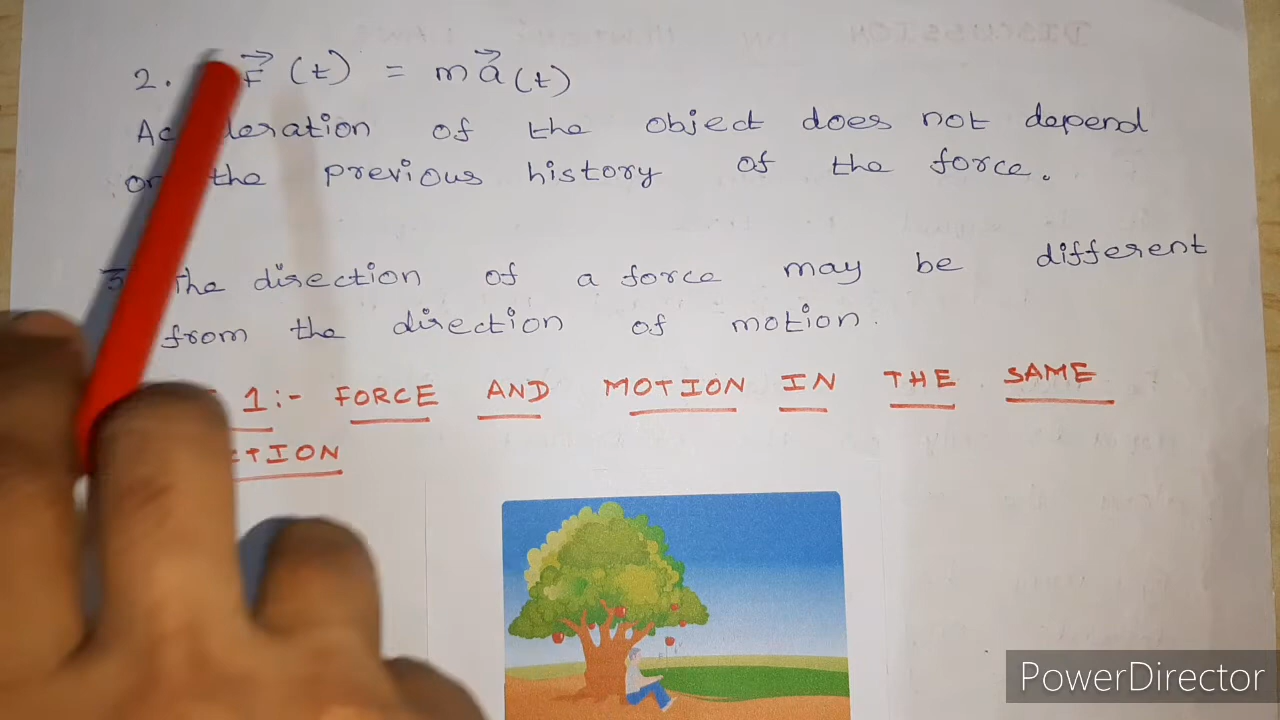 2. F (t) = m a (t)
of the object does not depend
the previous history of the force.
The direction of a force may be different
from the direction of motion.
1:- FORCE AND MOTION IN THE SAME
PowerDirector